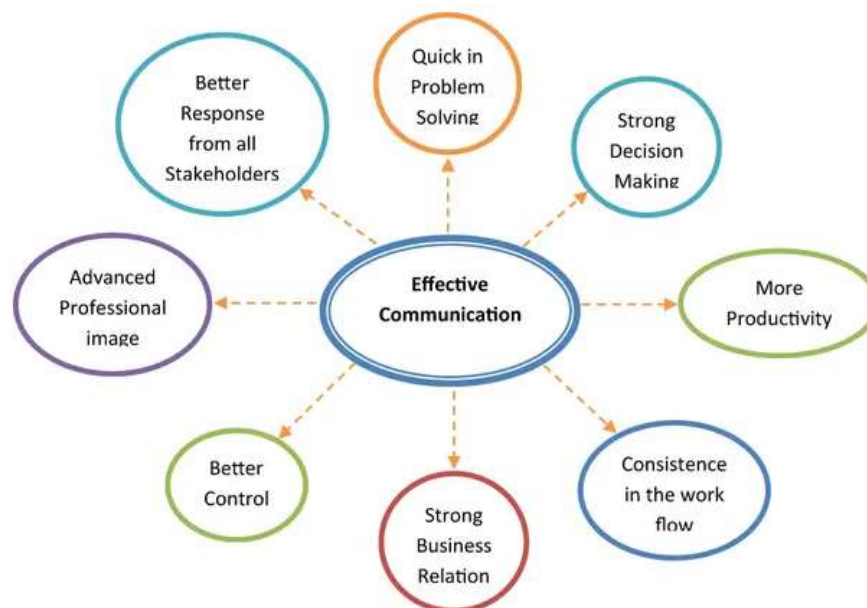 Quick in
Problem
Solving
Better
Response
from all
Stakeholders
Strong
Decision
Making
Advanced
Professional
image
Effective
Communication
More
Productivity
Better
Control
Strong
Business
Relation
Consistence
in the work
flow